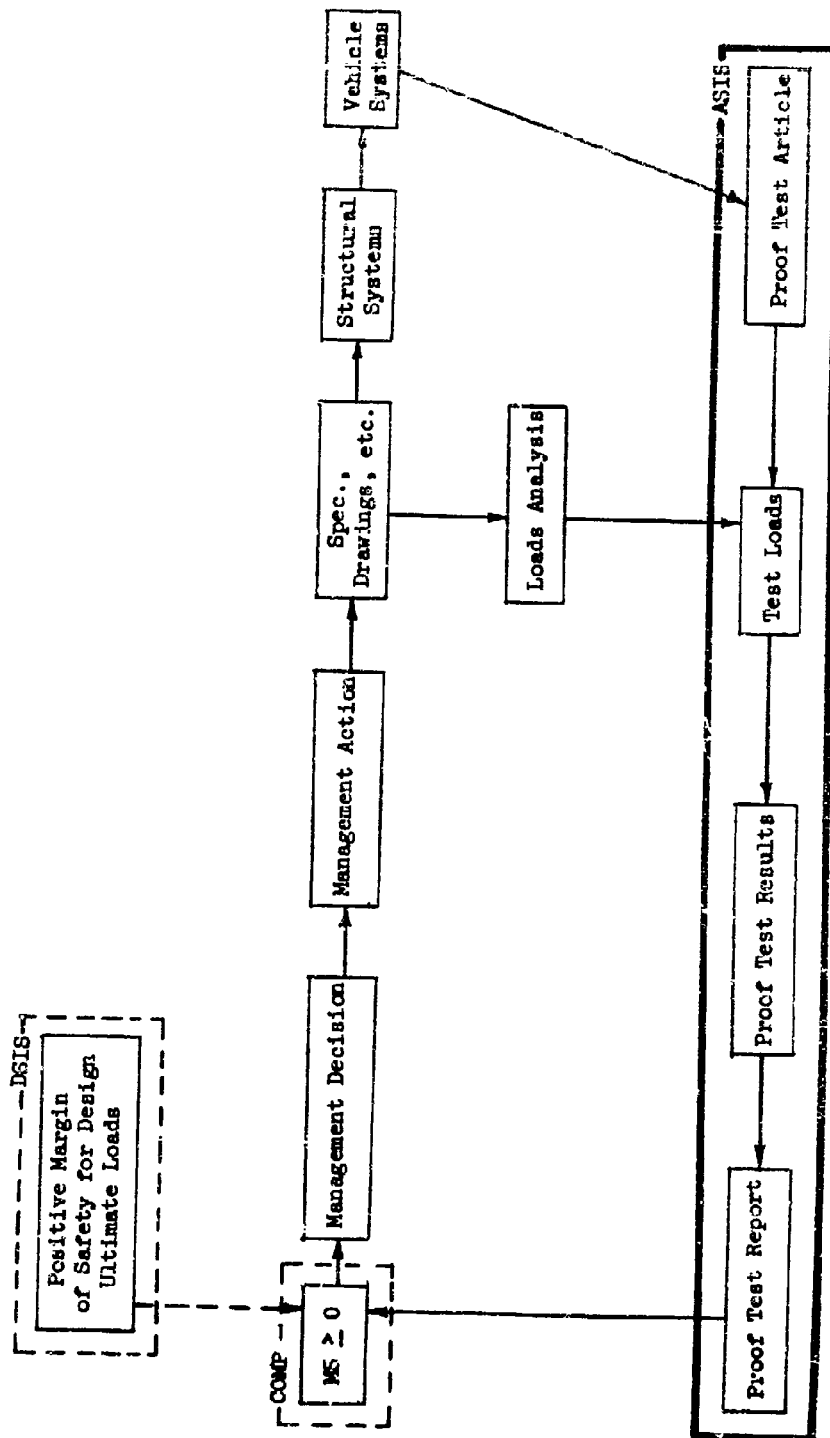 DSIS
Positive Margin
of Safety for Design
Ultimate Loads
COMP
MS ≥ 0
Management Decision
Management Action
Spec.,
Drawings, etc.
Structural
Systems
Vehicle
Systems
Loads Analysis
ASIS
Proof Test Report
Proof Test Results
Test Loads
Proof Test Article